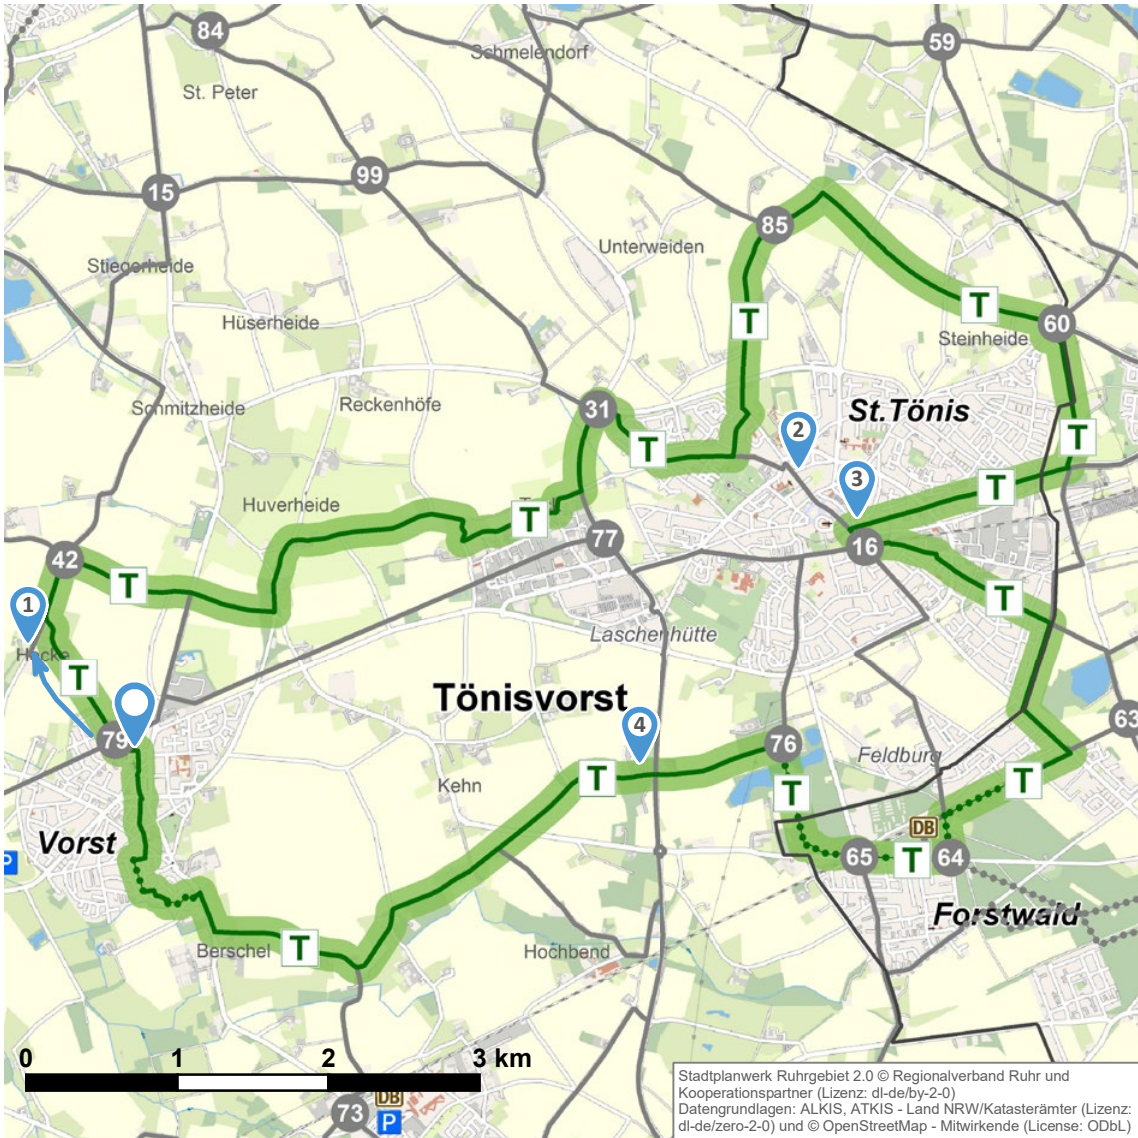 84
59
Schmelendorf
St. Peter
99
15
85
Unterweiden
Stiegerheide
T
T
60
Hüserheide
Steinheide
Schmitzheide
Reckenhöfe
31
St.Tönis
2
T
T
3
T
Huverheide
T
77
16
42
T
T
1
Laschenhütte
Hocke
T
Tönisvorst
63
79
4
76
Feldburg
T
Kehn
T
T
DB
Vorst
P
65
T
64
Forstwald
Berschel
T
Hochbend
0 1 2 3 km
DB
73
P
Stadtplanwerk Ruhrgebiet 2.0 © Regionalverband Ruhr und
Kooperationspartner (Lizenz: dl-de/by-2-0)
Datengrundlagen: ALKIS, ATKIS - Land NRW/Katasterämter (Lizenz:
dl-de/zero-2-0) und © OpenStreetMap - Mitwirkende (License: ODbL)